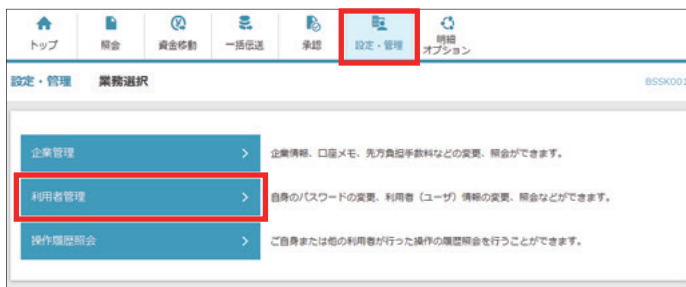 トップ 照会 資金移動 一括伝送 承認 設定・管理 明細オプション
設定・管理 業務選択 BSSK001
企業管理 企業情報、口座メモ、先方負担手数料などの変更、照会ができます。
利用者管理 自身のパスワードの変更、利用者（ユーザ）情報の変更、照会などができます。
操作履歴照会 ご自身または他の利用者が行った操作の履歴照会を行うことができます。